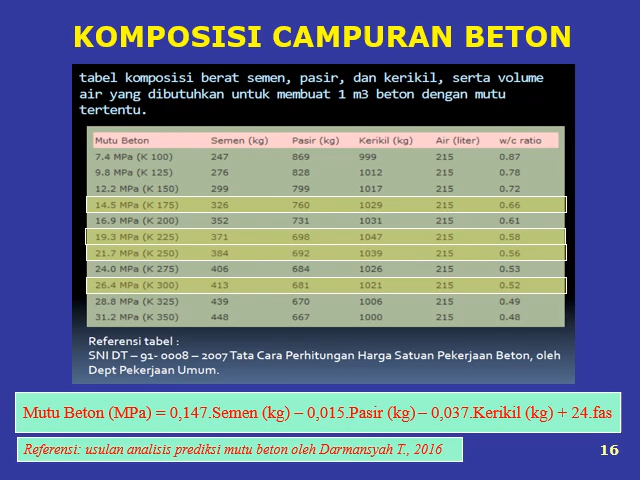 KOMPOSISI CAMPURAN BETON
tabel komposisi berat semen, pasir, dan kerikil, serta volume
air yang dibutuhkan untuk membuat 1 m3 beton dengan mutu
tertentu.
Mutu Beton Semen (kg) Pasir (kg) Kerikil (kg) Air (liter) w/c ratio
7.4 MPa (K 100) 247 869 999 215 0.87
9.8 MPa (K 125) 276 828 1012 215 0.78
12.2 MPa (K 150) 299 799 1017 215 0.72
14.5 MPa (K 175) 326 760 1029 215 0.66
16.9 MPa (K 200) 352 731 1031 215 0.61
19.3 MPa (K 225) 371 698 1047 215 0.58
21.7 MPa (K 250) 384 692 1039 215 0.56
24.0 MPa (K 275) 406 684 1026 215 0.53
26.4 MPa (K 300) 413 681 1021 215 0.52
28.8 MPa (K 325) 439 670 1006 215 0.49
31.2 MPa (K 350) 448 667 1000 215 0.48
Referensi tabel :
SNI DT – 91- 0008 – 2007 Tata Cara Perhitungan Harga Satuan Pekerjaan Beton, oleh
Dept Pekerjaan Umum.
Mutu Beton (MPa) = 0,147.Semen (kg) – 0,015.Pasir (kg) – 0,037.Kerikil (kg) + 24.fas
Referensi: usulan analisis prediksi mutu beton oleh Darmansyah T., 2016
16